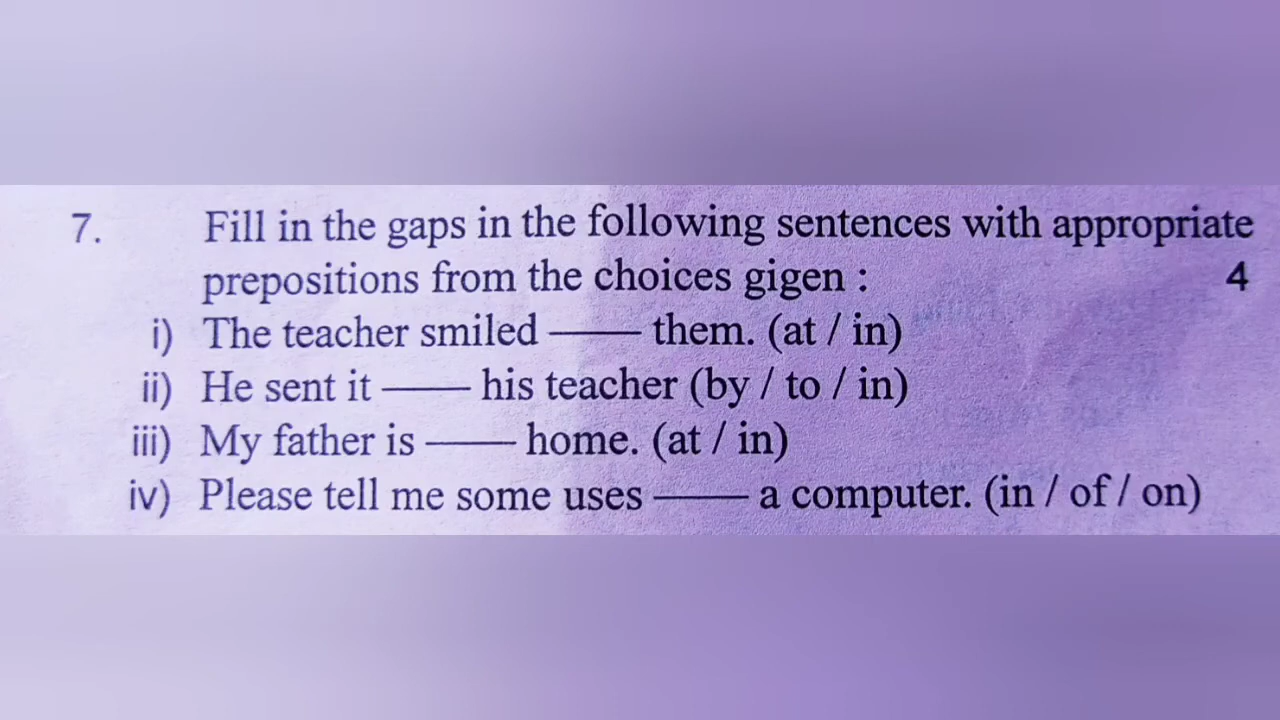 7. Fill in the gaps in the following sentences with appropriate
prepositions from the choices gigen : 4
i) The teacher smiled —— them. (at / in)
ii) He sent it —— his teacher (by / to / in)
iii) My father is —— home. (at / in)
iv) Please tell me some uses —— a computer. (in / of / on)